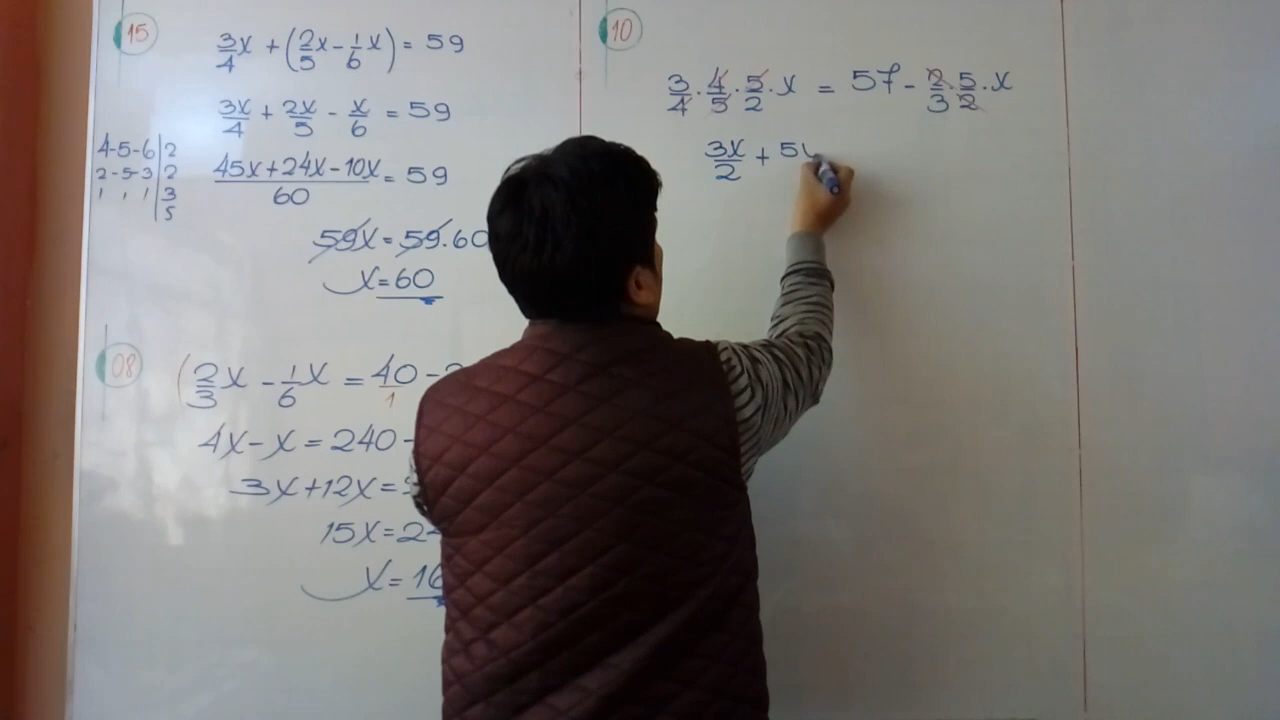 15
3/4 x + (2/5 x - 1/6 x) = 59
3x/4 + 2x/5 - x/6 = 59
4-5-6 | 2
2-5-3 | 2
1 , , 1 | 3
5
45x+24x-10x/60 = 59
59x = 59.60
x=60
08
(2/3 x - 1/6 x = 40/1 -
4x - x = 240 -
3x+12x=
15x=24
x=16
10
3/4 · 4/5 · 5/2 · x = 57 - 2/3 · 5/2 · x
3x/2 + 5